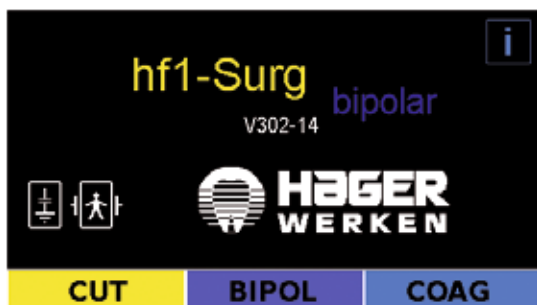 i
hf1-Surg
bipolar
V302-14
HAGER
WERKEN
CUT BIPOL COAG